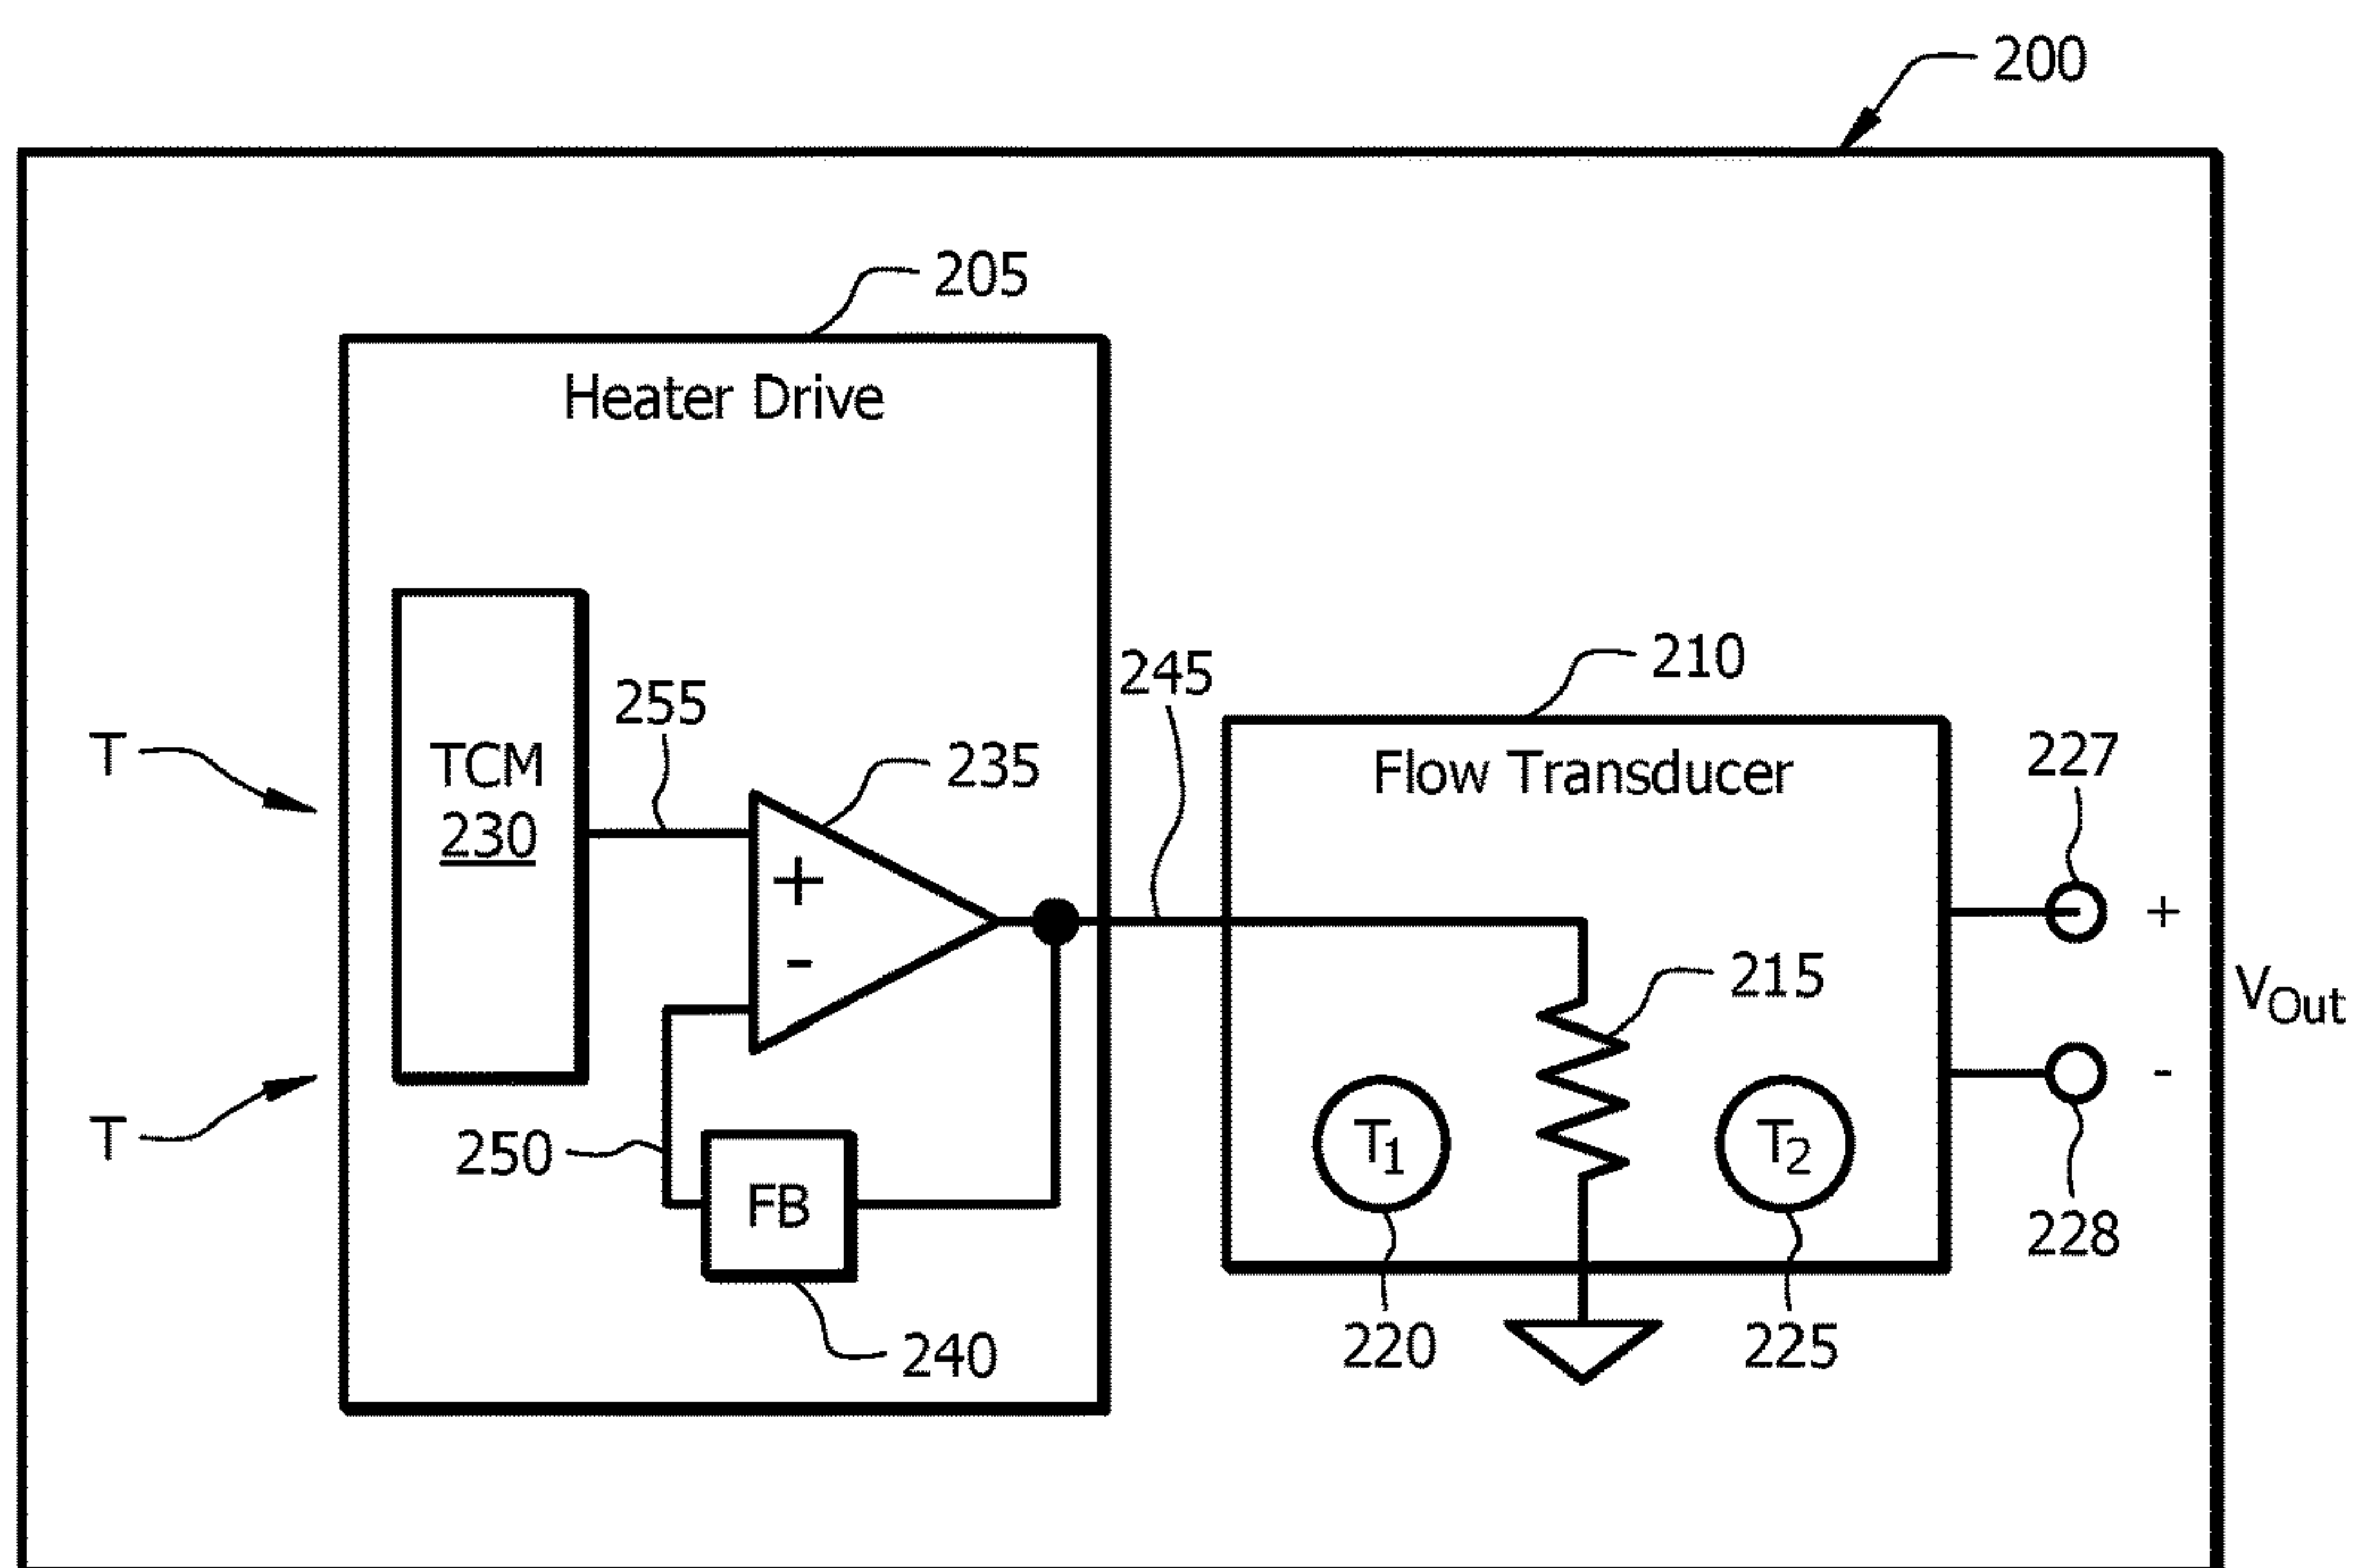 200
205
Heater Drive
245
210
255
TCM
230
235
Flow Transducer
227
T
+
-
+
215
VOut
-
T
250
FB
T1
T2
228
240
220
225